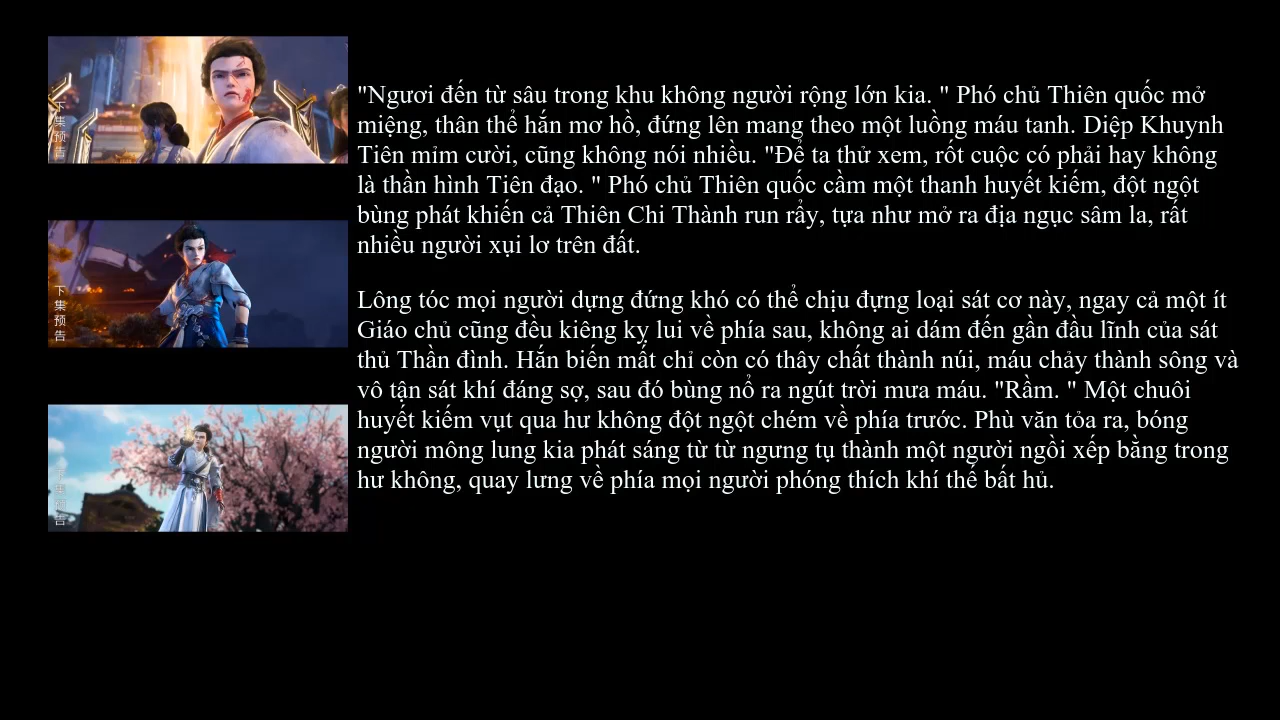 下集预告
下集预告
下集预告
"Ngươi đến từ sâu trong khu không người rộng lớn kia. " Phó chủ Thiên quốc mở
miệng, thân thể hắn mơ hồ, đứng lên mang theo một luồng máu tanh. Diệp Khuynh
Tiên mỉm cười, cũng không nói nhiều. "Để ta thử xem, rốt cuộc có phải hay không
là thần hình Tiên đạo. " Phó chủ Thiên quốc cầm một thanh huyết kiếm, đột ngột
bùng phát khiến cả Thiên Chi Thành run rẩy, tựa như mở ra địa ngục sâm la, rất
nhiều người xụi lơ trên đất.
Lông tóc mọi người dựng đứng khó có thể chịu đựng loại sát cơ này, ngay cả một ít
Giáo chủ cũng đều kiêng kỵ lui về phía sau, không ai dám đến gần đầu lĩnh của sát
thủ Thần đình. Hắn biến mất chỉ còn có thây chất thành núi, máu chảy thành sông và
vô tận sát khí đáng sợ, sau đó bùng nổ ra ngút trời mưa máu. "Rầm. " Một chuôi
huyết kiếm vụt qua hư không đột ngột chém về phía trước. Phù văn tỏa ra, bóng
người mông lung kia phát sáng từ từ ngưng tụ thành một người ngồi xếp bằng trong
hư không, quay lưng về phía mọi người phóng thích khí thế bất hủ.